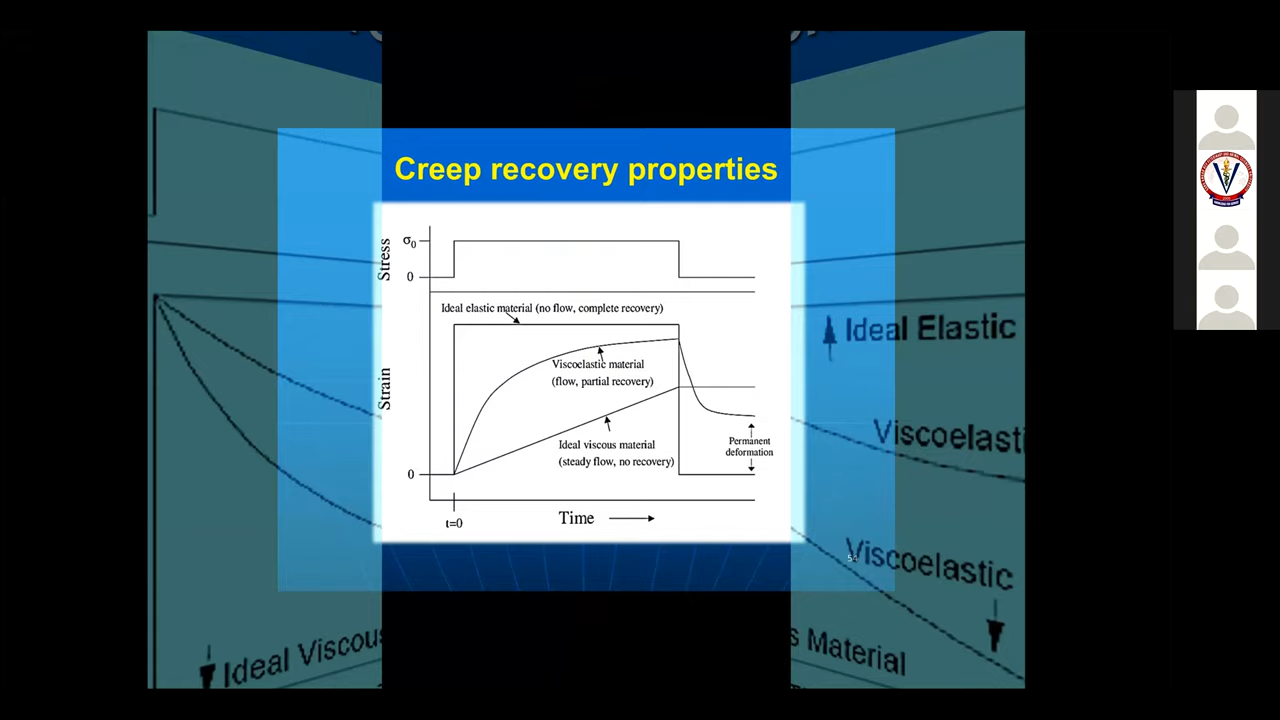 Creep recovery properties
Stress
σ0
0
Ideal elastic material (no flow, complete recovery)
Viscoelastic material
(flow, partial recovery)
Strain
Ideal viscous material
(steady flow, no recovery)
Permanent
deformation
0
t=0
Time
Ideal Elastic
Viscoelasti
Viscoelastic
Ideal Viscous
s Material